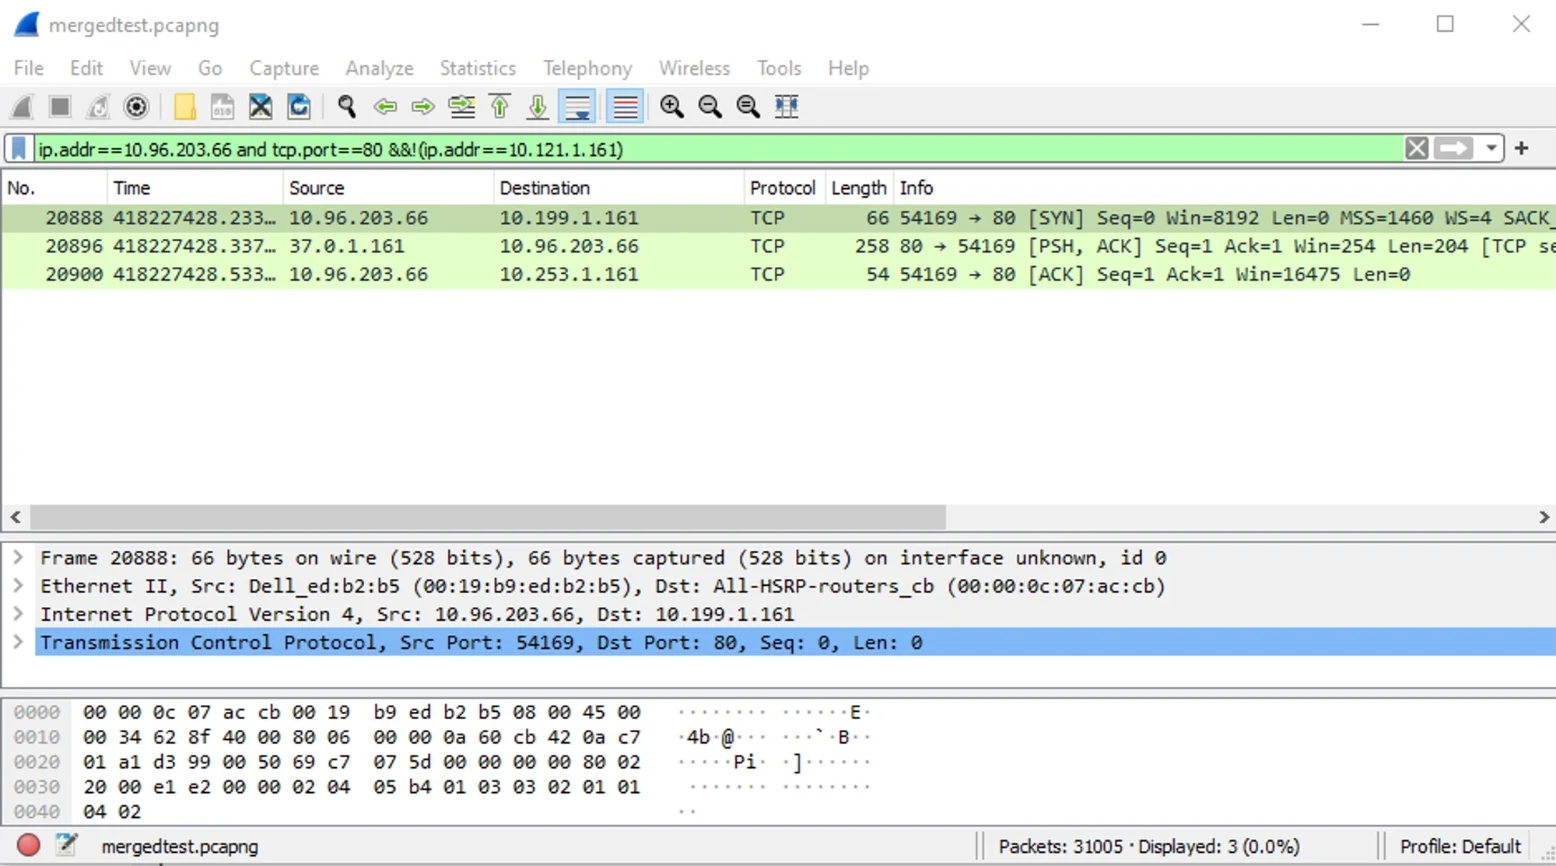 mergedtest.pcapng
File Edit View Go Capture Analyze Statistics Telephony Wireless Tools Help
ip.addr==10.96.203.66 and tcp.port==80 &&!(ip.addr==10.121.1.161)
No. Time Source Destination Protocol Length Info
20888 418227428.233… 10.96.203.66 10.199.1.161 TCP 66 54169 → 80 [SYN] Seq=0 Win=8192 Len=0 MSS=1460 WS=4 SACK_
20896 418227428.337… 37.0.1.161 10.96.203.66 TCP 258 80 → 54169 [PSH, ACK] Seq=1 Ack=1 Win=254 Len=204 [TCP se
20900 418227428.533… 10.96.203.66 10.253.1.161 TCP 54 54169 → 80 [ACK] Seq=1 Ack=1 Win=16475 Len=0
Frame 20888: 66 bytes on wire (528 bits), 66 bytes captured (528 bits) on interface unknown, id 0
Ethernet II, Src: Dell_ed:b2:b5 (00:19:b9:ed:b2:b5), Dst: All-HSRP-routers_cb (00:00:0c:07:ac:cb)
Internet Protocol Version 4, Src: 10.96.203.66, Dst: 10.199.1.161
Transmission Control Protocol, Src Port: 54169, Dst Port: 80, Seq: 0, Len: 0
0000 00 00 0c 07 ac cb 00 19 b9 ed b2 b5 08 00 45 00 ········ ······E·
0010 00 34 62 8f 40 00 80 06 00 00 0a 60 cb 42 0a c7 ·4b·@··· ···`·B··
0020 01 a1 d3 99 00 50 69 c7 07 5d 00 00 00 00 80 02 ·····Pi· ·]······
0030 20 00 e1 e2 00 00 02 04 05 b4 01 03 03 02 01 01 ······· ········
0040 04 02 ··
mergedtest.pcapng Packets: 31005 · Displayed: 3 (0.0%) Profile: Default